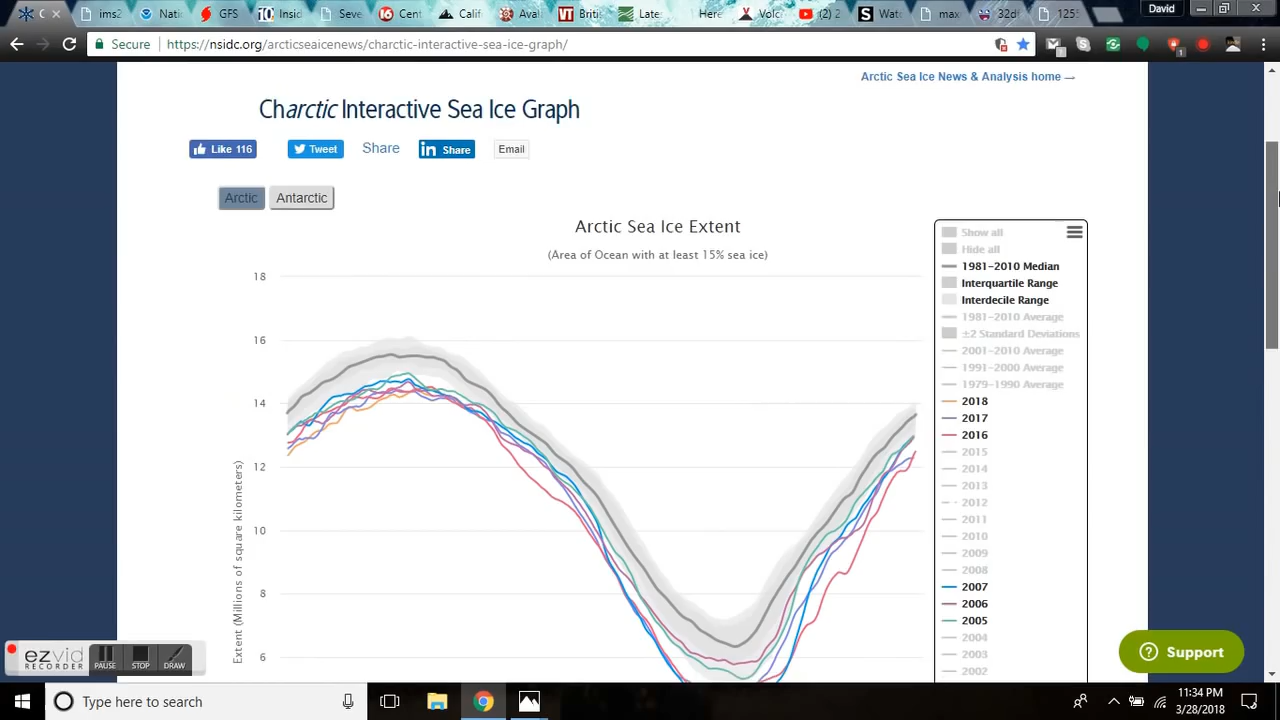 C
ims2
Nation
GFS
Insid
Seve
Cent
Calif
Aval
Briti
Later
Here
Volc
(2) 2
Wat
max
32df
1255
David
Secure | https://nsidc.org/arcticseaicenews/charctic-interactive-sea-ice-graph/
Arctic Sea Ice News & Analysis home →
Charctic Interactive Sea Ice Graph
Like 116
Tweet
Share
in Share
Email
Arctic
Antarctic
Arctic Sea Ice Extent
(Area of Ocean with at least 15% sea ice)
18
16
14
12
10
8
6
Extent (Millions of square kilometers)
Show all
Hide all
1981-2010 Median
Interquartile Range
Interdecile Range
1981-2010 Average
±2 Standard Deviations
2001-2010 Average
1991-2000 Average
1979-1990 Average
2018
2017
2016
2015
2014
2013
2012
2011
2010
2009
2008
2007
2006
2005
2004
2003
2002
Support
ezvid
RECORDER
PAUSE
STOP
DRAW
Type here to search
11:34 PM
3/28/2018